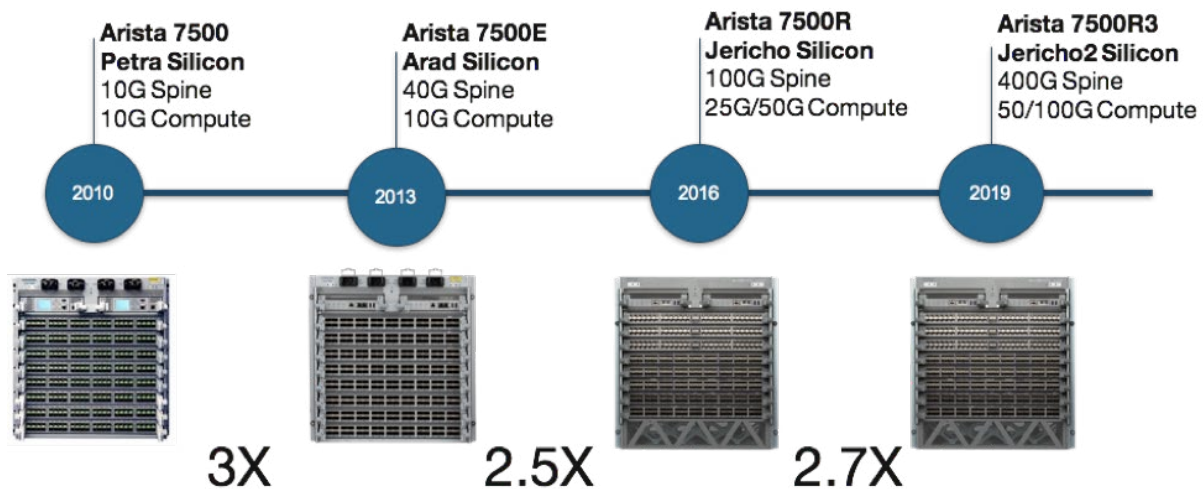 Arista 7500
Petra Silicon
10G Spine
10G Compute
Arista 7500E
Arad Silicon
40G Spine
10G Compute
Arista 7500R
Jericho Silicon
100G Spine
25G/50G Compute
Arista 7500R3
Jericho2 Silicon
400G Spine
50/100G Compute
2010
2013
2016
2019
3X
2.5X
2.7X